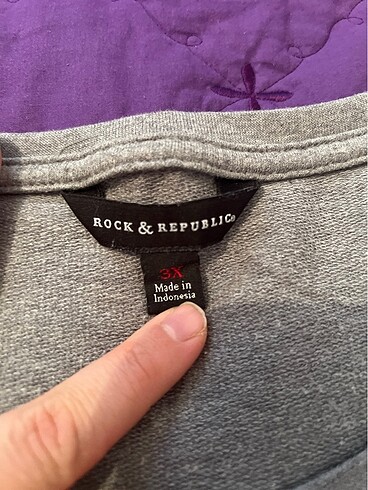 ROCK & REPUBLIC
3X
Made in
Indonesia